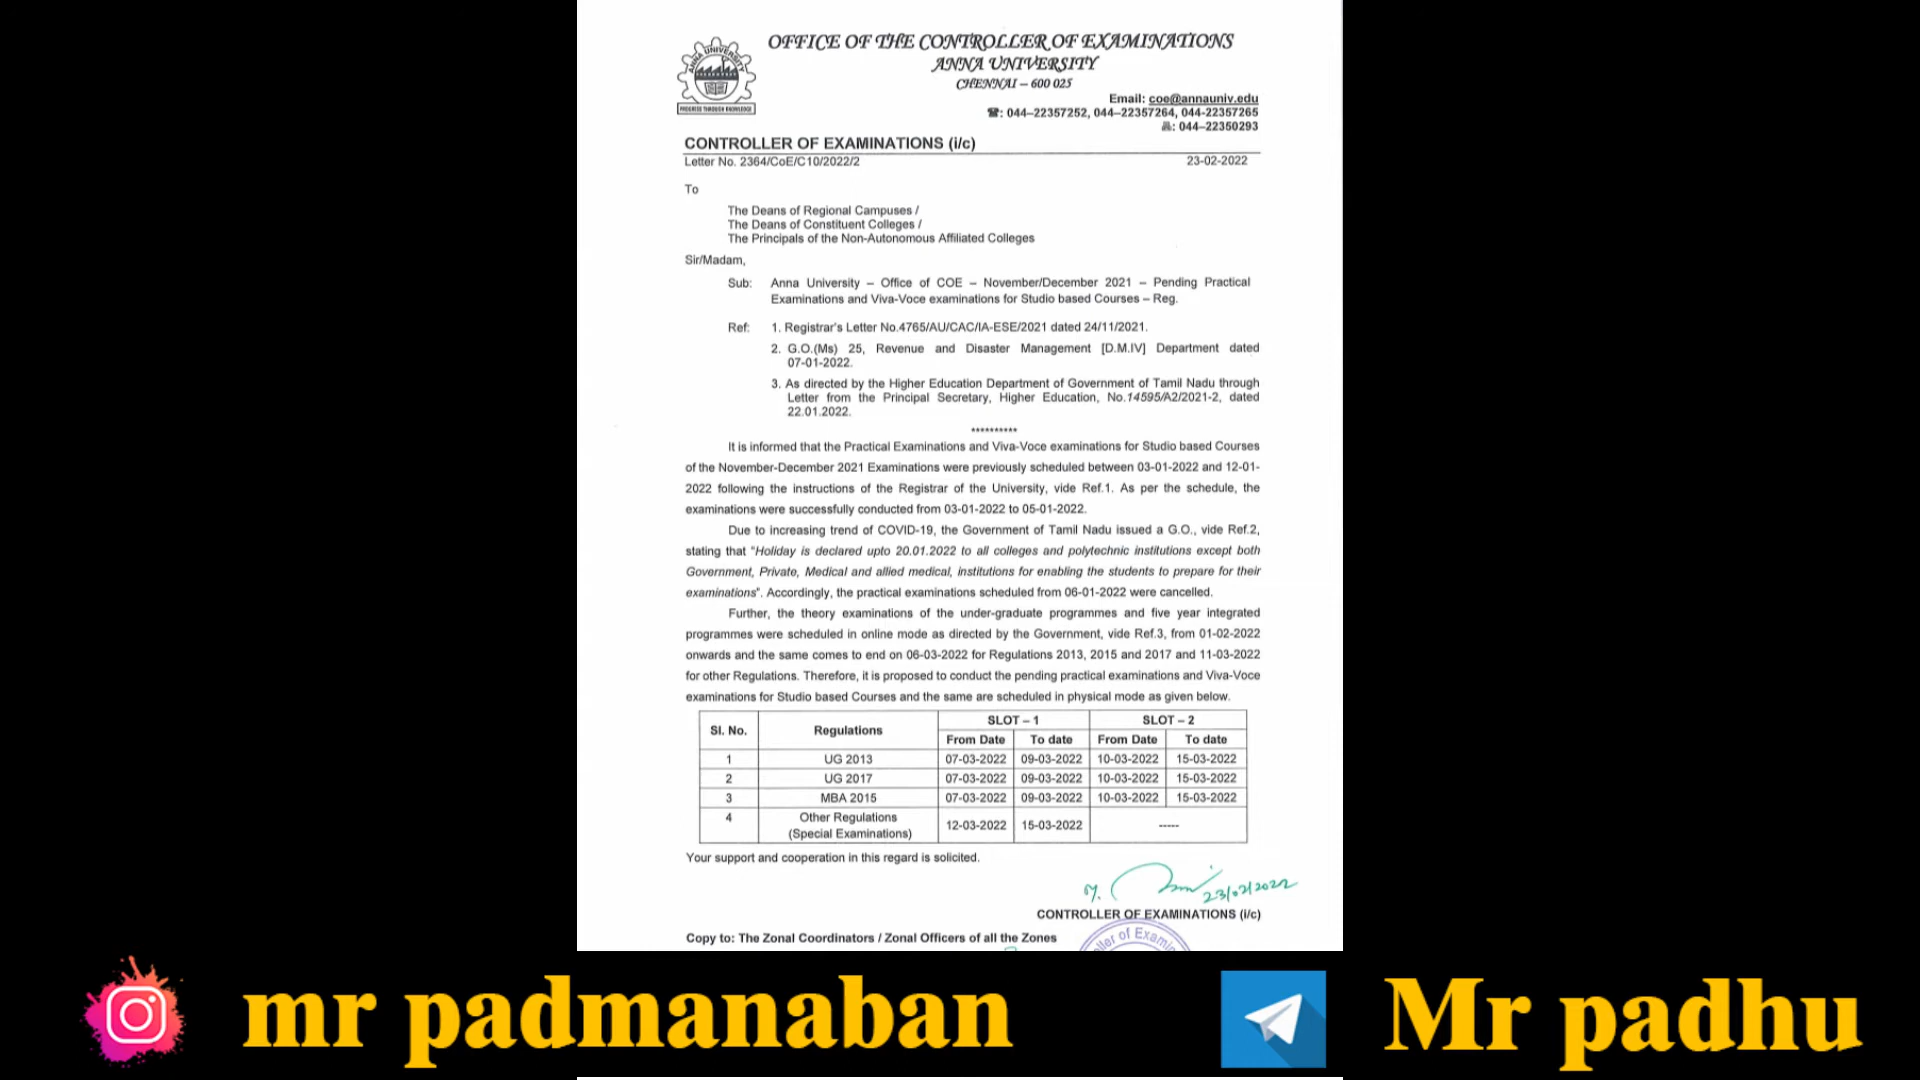 OFFICE OF THE CONTROLLER OF EXAMINATIONS
ANNA UNIVERSITY
CHENNAI – 600 025
ANNA UNIVERSITY
PROGRESS THROUGH KNOWLEDGE
Email: coe@annauniv.edu
☎: 044–22357252, 044–22357264, 044-22357265
: 044–22350293
CONTROLLER OF EXAMINATIONS (i/c)
Letter No. 2364/CoE/C10/2022/2 23-02-2022
To
The Deans of Regional Campuses /
The Deans of Constituent Colleges /
The Principals of the Non-Autonomous Affiliated Colleges
Sir/Madam,
Sub: Anna University – Office of COE – November/December 2021 – Pending Practical
Examinations and Viva-Voce examinations for Studio based Courses – Reg.
Ref: 1. Registrar's Letter No.4765/AU/CAC/IA-ESE/2021 dated 24/11/2021.
2. G.O.(Ms) 25, Revenue and Disaster Management [D.M.IV] Department dated
07-01-2022.
3. As directed by the Higher Education Department of Government of Tamil Nadu through
Letter from the Principal Secretary, Higher Education, No.14595/A2/2021-2, dated
22.01.2022.
**********
It is informed that the Practical Examinations and Viva-Voce examinations for Studio based Courses
of the November-December 2021 Examinations were previously scheduled between 03-01-2022 and 12-01-
2022 following the instructions of the Registrar of the University, vide Ref.1. As per the schedule, the
examinations were successfully conducted from 03-01-2022 to 05-01-2022.
Due to increasing trend of COVID-19, the Government of Tamil Nadu issued a G.O., vide Ref.2,
stating that "Holiday is declared upto 20.01.2022 to all colleges and polytechnic institutions except both
Government, Private, Medical and allied medical, institutions for enabling the students to prepare for their
examinations". Accordingly, the practical examinations scheduled from 06-01-2022 were cancelled.
Further, the theory examinations of the under-graduate programmes and five year integrated
programmes were scheduled in online mode as directed by the Government, vide Ref.3, from 01-02-2022
onwards and the same comes to end on 06-03-2022 for Regulations 2013, 2015 and 2017 and 11-03-2022
for other Regulations. Therefore, it is proposed to conduct the pending practical examinations and Viva-Voce
examinations for Studio based Courses and the same are scheduled in physical mode as given below.
Sl. No. Regulations SLOT – 1 SLOT – 2
From Date To date From Date To date
1 UG 2013 07-03-2022 09-03-2022 10-03-2022 15-03-2022
2 UG 2017 07-03-2022 09-03-2022 10-03-2022 15-03-2022
3 MBA 2015 07-03-2022 09-03-2022 10-03-2022 15-03-2022
4 Other Regulations (Special Examinations) 12-03-2022 15-03-2022 -----
Your support and cooperation in this regard is solicited.
23/02/2022
CONTROLLER OF EXAMINATIONS (i/c)
Copy to: The Zonal Coordinators / Zonal Officers of all the Zones
ller of Examin
mr padmanaban
Mr padhu